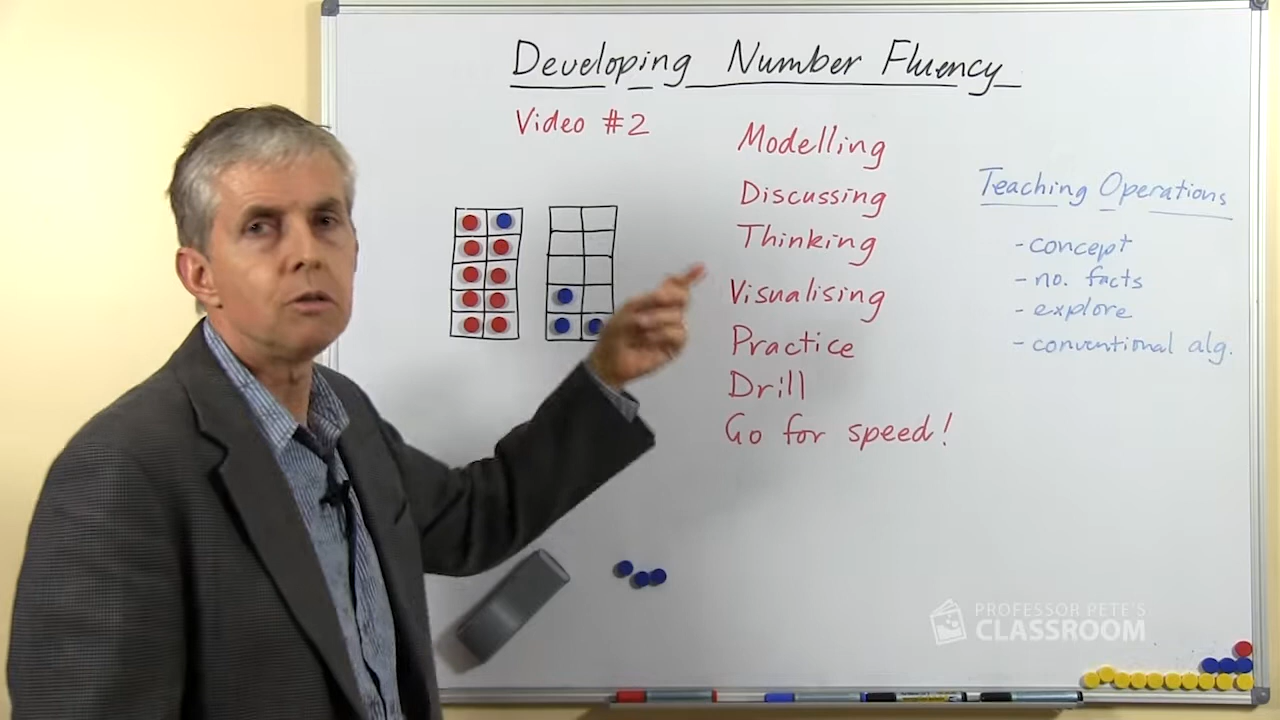 Developing Number Fluency
Video #2
Modelling
Discussing
Thinking
Visualising
Practice
Drill
Go for speed!
Teaching Operations
- concept
- no. facts
- explore
- conventional alg.
PROFESSOR PETE'S
CLASSROOM